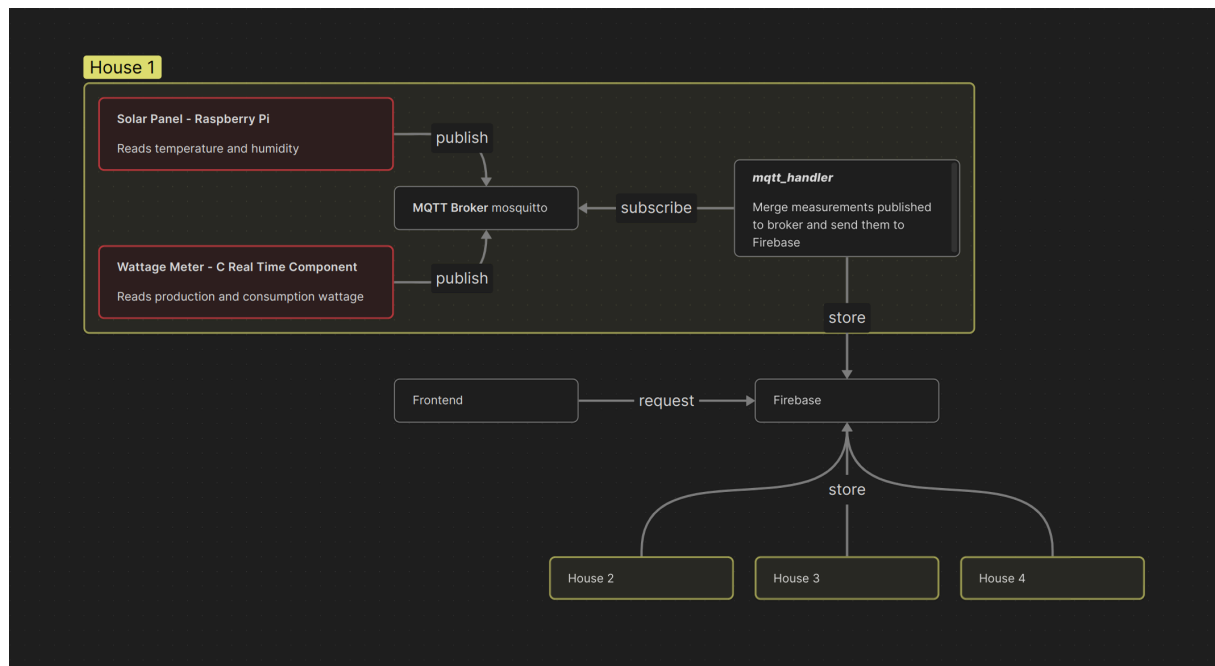 House 1
Solar Panel - Raspberry Pi
Reads temperature and humidity
publish
mqtt_handler
Merge measurements published
to broker and send them to
Firebase
MQTT Broker mosquitto
subscribe
Wattage Meter - C Real Time Component
Reads production and consumption wattage
publish
store
Frontend
request
Firebase
store
House 2
House 3
House 4